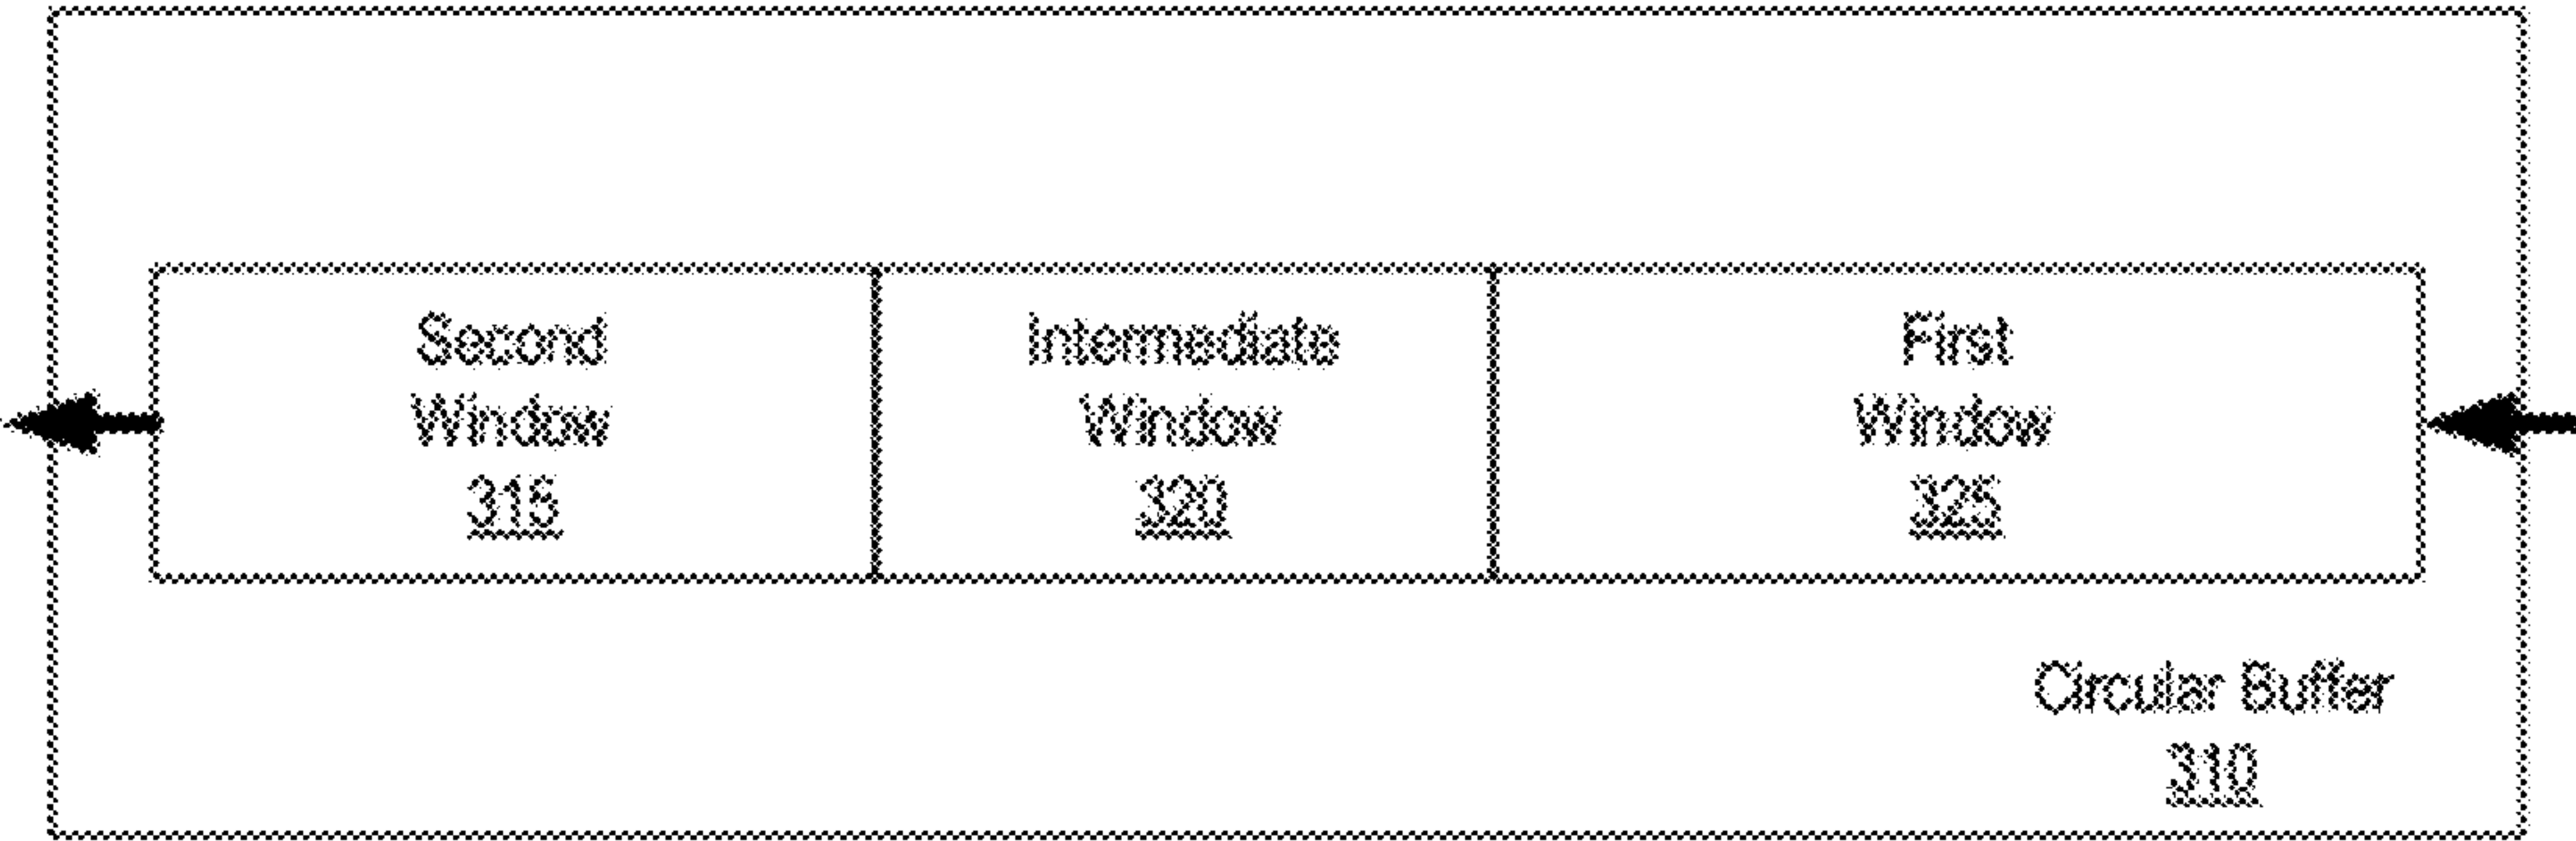 Second
Window
315
Intermediate
Window
320
First
Window
325
Circular Buffer
310